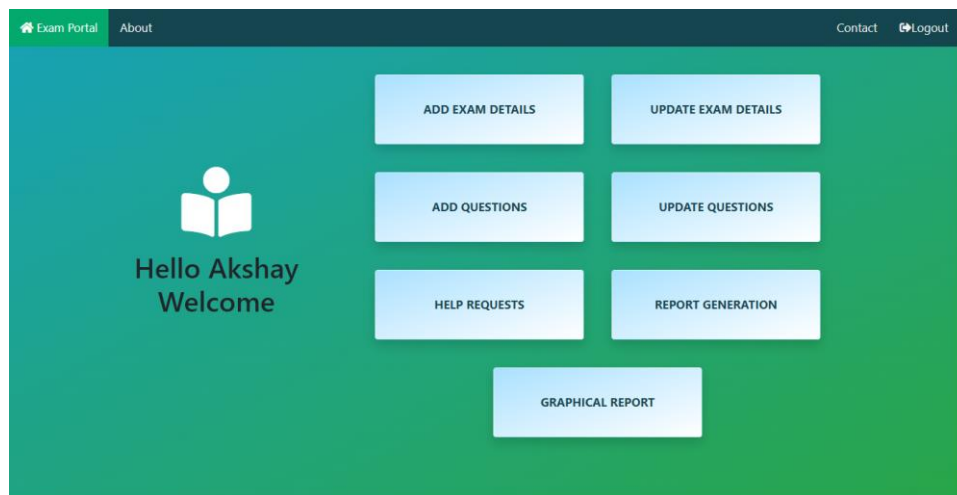 Exam Portal
About
Contact
Logout
ADD EXAM DETAILS
UPDATE EXAM DETAILS
ADD QUESTIONS
UPDATE QUESTIONS
Hello Akshay
Welcome
HELP REQUESTS
REPORT GENERATION
GRAPHICAL REPORT